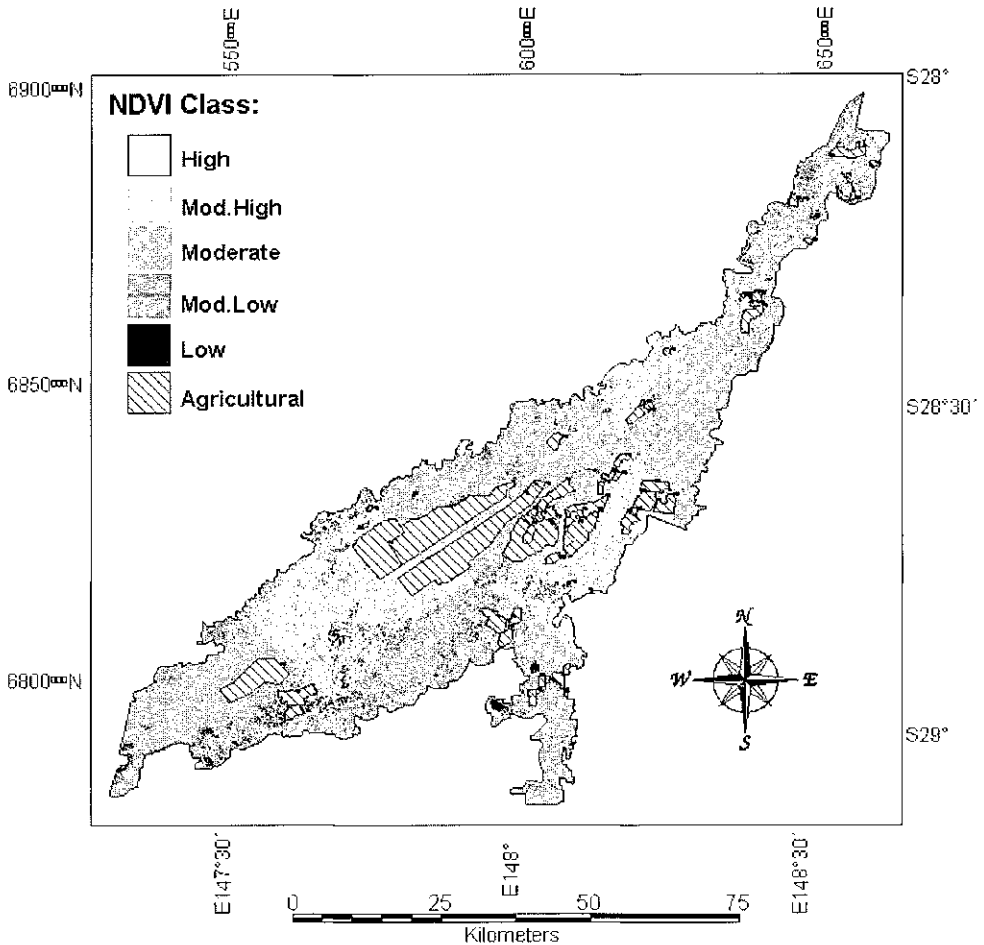 550000E
600000E
650000E
6900000N
S28°
NDVI Class:
High
Mod.High
Moderate
Mod.Low
Low
Agricultural
6850000N
S28°30´
N
W
E
S
6800000N
S29°
E147°30´
E148°
E148°30´
0
25
50
75
Kilometers